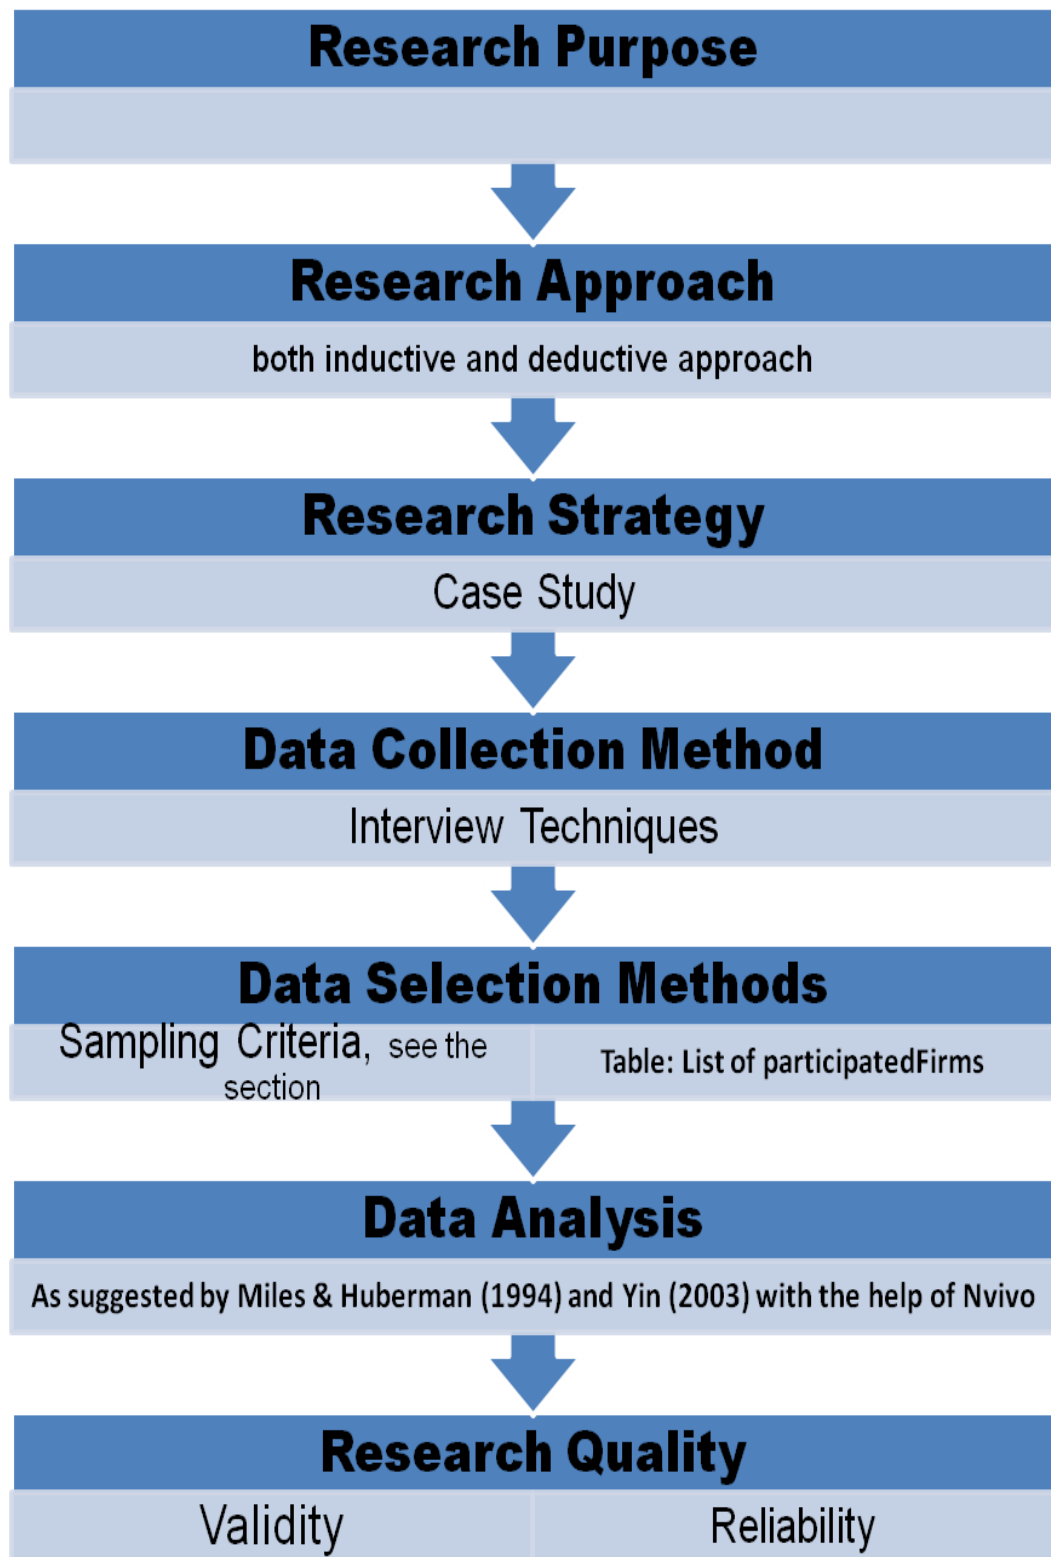 Research Purpose
Research Approach
both inductive and deductive approach
Research Strategy
Case Study
Data Collection Method
Interview Techniques
Data Selection Methods
Sampling Criteria, see the
section
Table: List of participatedFirms
Data Analysis
As suggested by Miles & Huberman (1994) and Yin (2003) with the help of Nvivo
Research Quality
Validity
Reliability